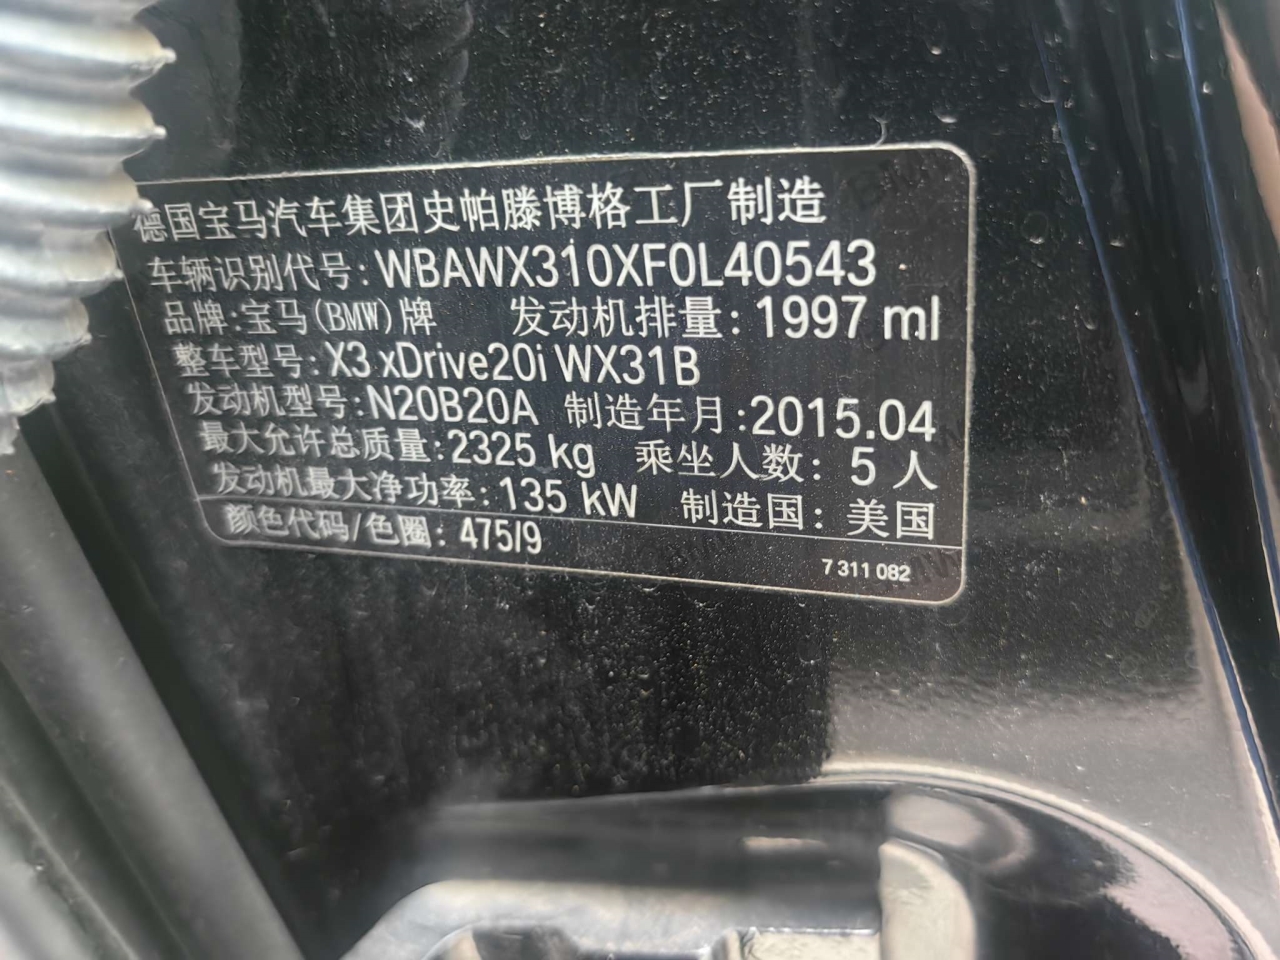 德国宝马汽车集团史帕滕博格工厂制造
车辆识别代号:WBAWX310XF0L40543
品牌:宝马(BMW)牌 发动机排量:1997 ml
整车型号:X3 xDrive20i WX31B
发动机型号:N20B20A 制造年月:2015.04
最大允许总质量:2325 kg 乘坐人数:5人
发动机最大净功率:135 kW 制造国:美国
颜色代码/色圈:475/9
7 311 082